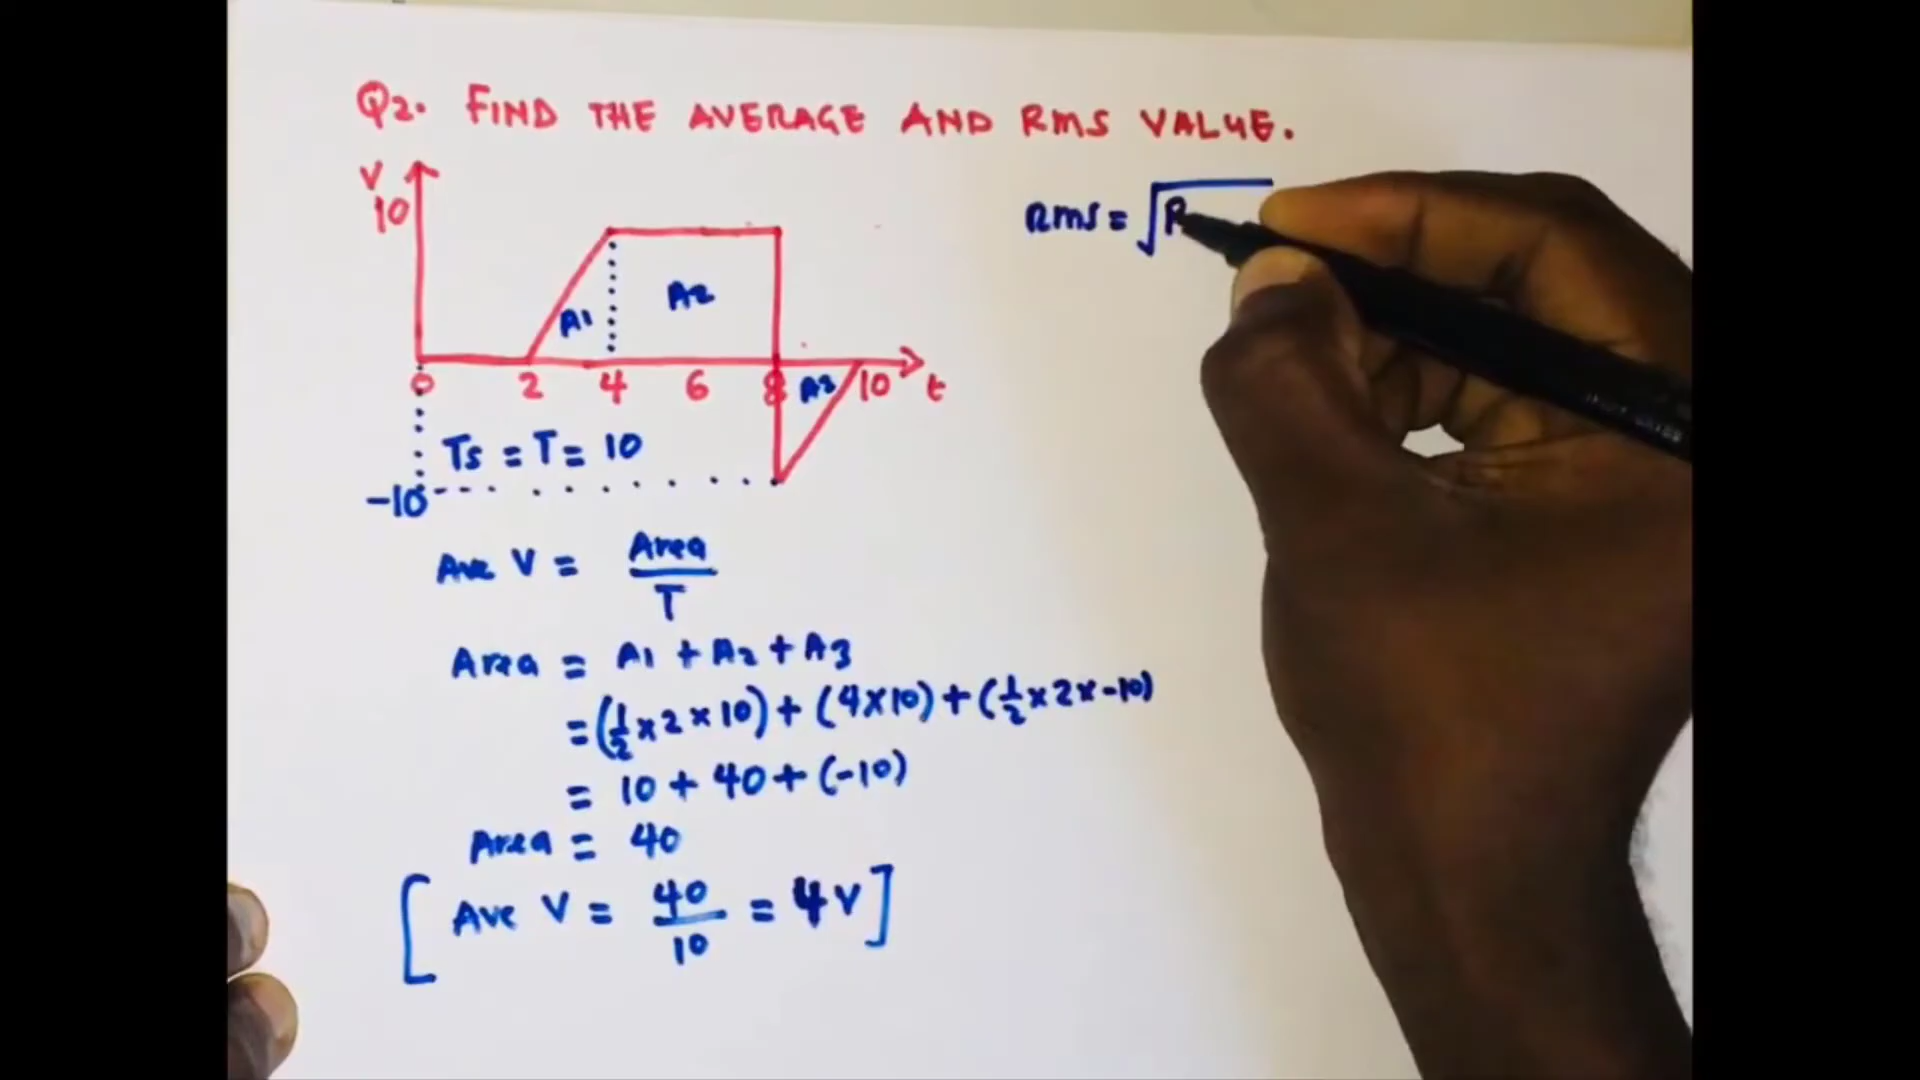 Q2. FIND THE AVERAGE AND RMS VALUE.
V
10
A1
A2
A3
0 2 4 6 8 10 t
Ts = T = 10
-10
RMS = √
Ave V = Area / T
Area = A1 + A2 + A3
= (1/2 x 2 x 10) + (4 x 10) + (1/2 x 2 x -10)
= 10 + 40 + (-10)
Area = 40
[Ave V = 40/10 = 4V]